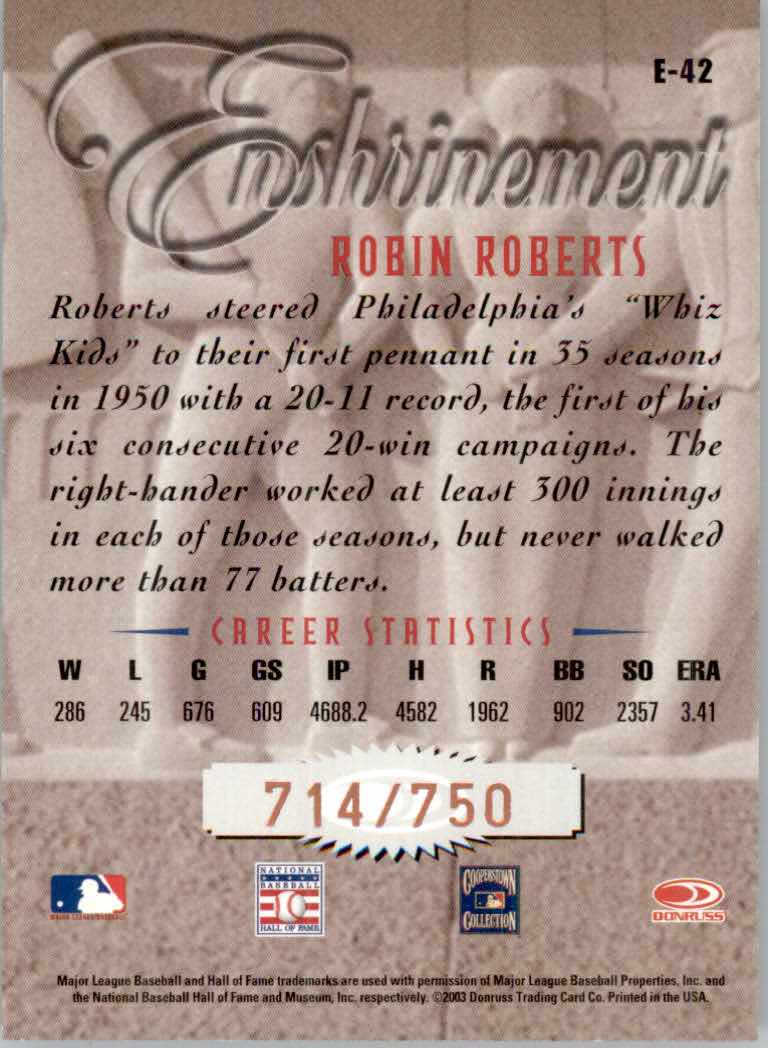 E-42
Enshrinement
ROBIN ROBERTS
Roberts steered Philadelphia's "Whiz
Kids" to their first pennant in 35 seasons
in 1950 with a 20-11 record, the first of his
six consecutive 20-win campaigns. The
right-hander worked at least 300 innings
in each of those seasons, but never walked
more than 77 batters.
CAREER STATISTICS
W L G GS IP H R BB SO ERA
286 245 676 609 4688.2 4582 1962 902 2357 3.41
714/750
MAJOR LEAGUE BASEBALL
NATIONAL
BASEBALL
HALL OF FAME
COOPERSTOWN
COLLECTION
DONRUSS
Major League Baseball and Hall of Fame trademarks are used with permission of Major League Baseball Properties, Inc. and
the National Baseball Hall of Fame and Museum, Inc. respectively. ©2003 Donruss Trading Card Co. Printed in the USA.